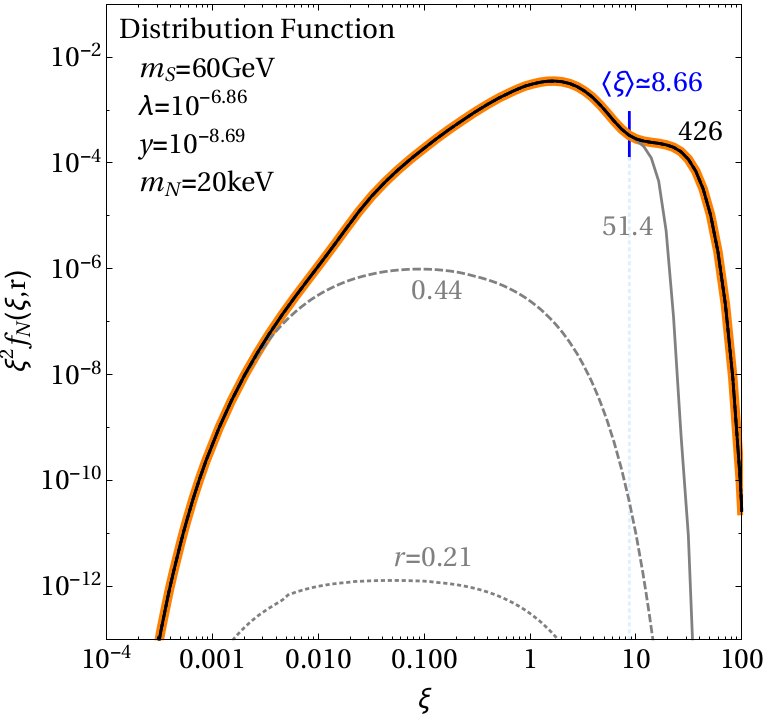 Distribution Function
m_S=60GeV
λ=10^−6.86
y=10^−8.69
m_N=20keV
⟨ξ⟩≃8.66
426
51.4
0.44
r=0.21
ξ^2 f_N(ξ,r)
10^−2
10^−4
10^−6
10^−8
10^−10
10^−12
10^−4
0.001
0.010
0.100
1
10
100
ξ